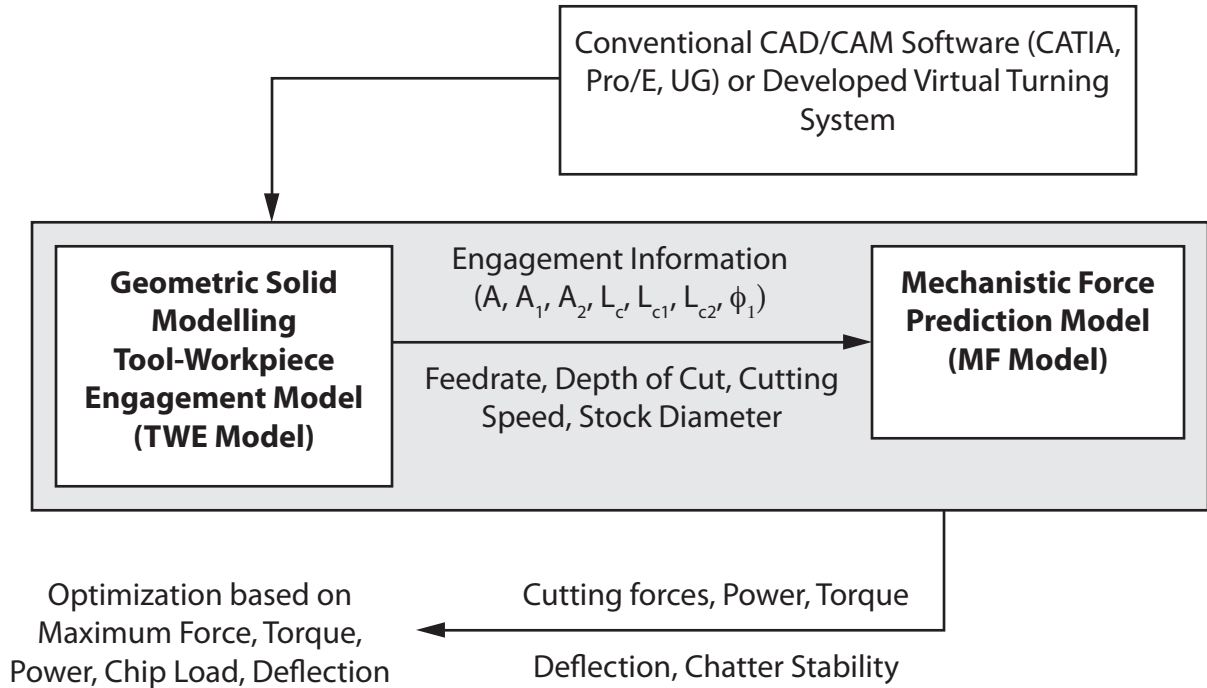 Conventional CAD/CAM Software (CATIA,
Pro/E, UG) or Developed Virtual Turning
System
Geometric Solid
Modelling
Tool-Workpiece
Engagement Model
(TWE Model)
Engagement Information
(A, A₁, A₂, L_c, L_c1, L_c2, ϕ₁)
Feedrate, Depth of Cut, Cutting
Speed, Stock Diameter
Mechanistic Force
Prediction Model
(MF Model)
Cutting forces, Power, Torque
Deflection, Chatter Stability
Optimization based on
Maximum Force, Torque,
Power, Chip Load, Deflection